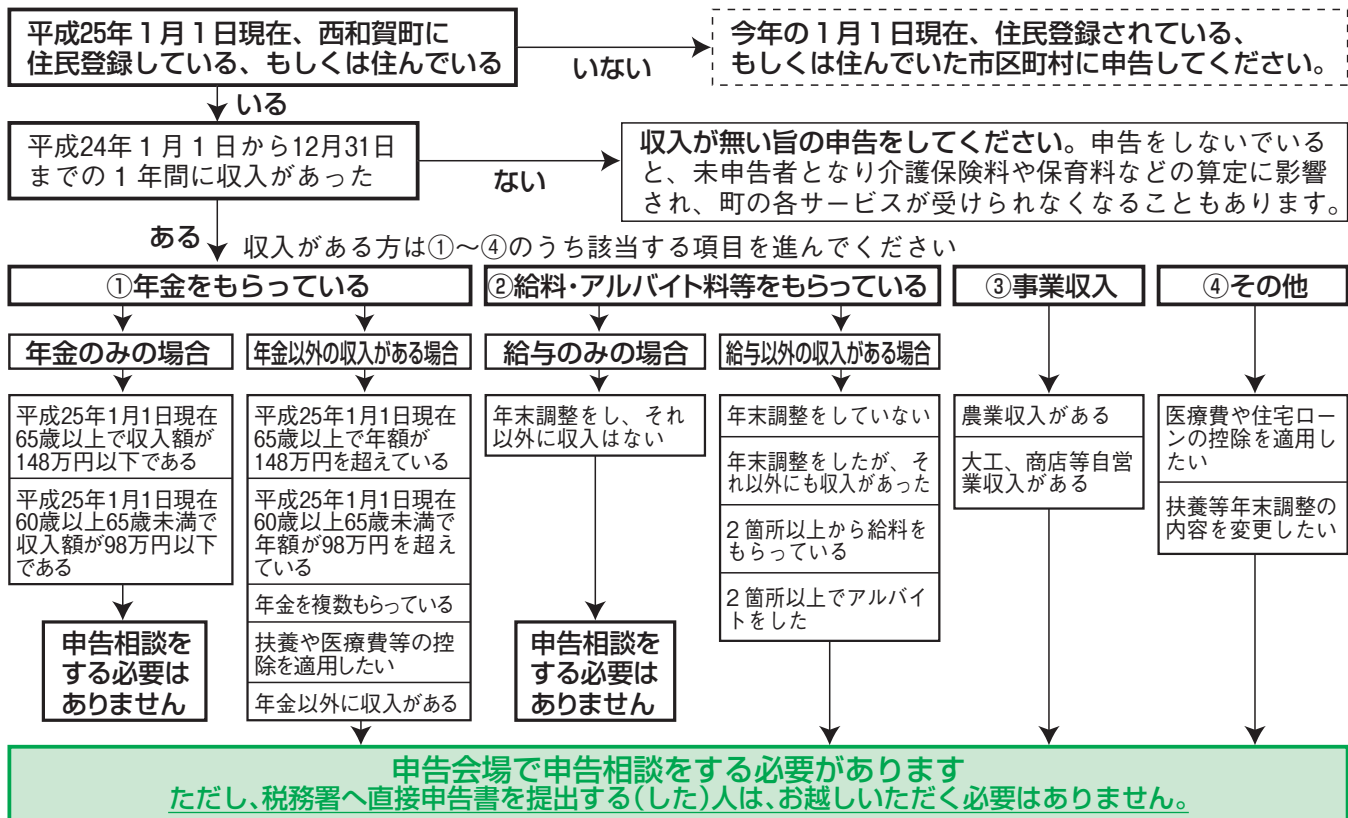 平成25年１月１日現在、西和賀町に
住民登録している、もしくは住んでいる
いない
今年の１月１日現在、住民登録されている、
もしくは住んでいた市区町村に申告してください。
いる
平成24年１月１日から12月31日
までの１年間に収入があった
ない
収入が無い旨の申告をしてください。申告をしないでいる
と、未申告者となり介護保険料や保育料などの算定に影響
され、町の各サービスが受けられなくなることもあります。
ある
収入がある方は①～④のうち該当する項目を進んでください
①年金をもらっている
②給料・アルバイト料等をもらっている
③事業収入
④その他
年金のみの場合
年金以外の収入がある場合
給与のみの場合
給与以外の収入がある場合
平成25年1月1日現在
65歳以上で収入額が
148万円以下である
平成25年1月1日現在
60歳以上65歳未満で
収入額が98万円以下
である
申告相談を
する必要は
ありません
平成25年1月1日現在
65歳以上で年額が
148万円を超えている
平成25年1月1日現在
60歳以上65歳未満で
年額が98万円を超え
ている
年金を複数もらっている
扶養や医療費等の控
除を適用したい
年金以外に収入がある
年末調整をし、それ
以外に収入はない
申告相談を
する必要は
ありません
年末調整をしていない
年末調整をしたが、そ
れ以外にも収入があった
２箇所以上から給料を
もらっている
２箇所以上でアルバイ
トをした
農業収入がある
大工、商店等自営
業収入がある
医療費や住宅ロー
ンの控除を適用し
たい
扶養等年末調整の
内容を変更したい
申告会場で申告相談をする必要があります
ただし、税務署へ直接申告書を提出する(した)人は、お越しいただく必要はありません。